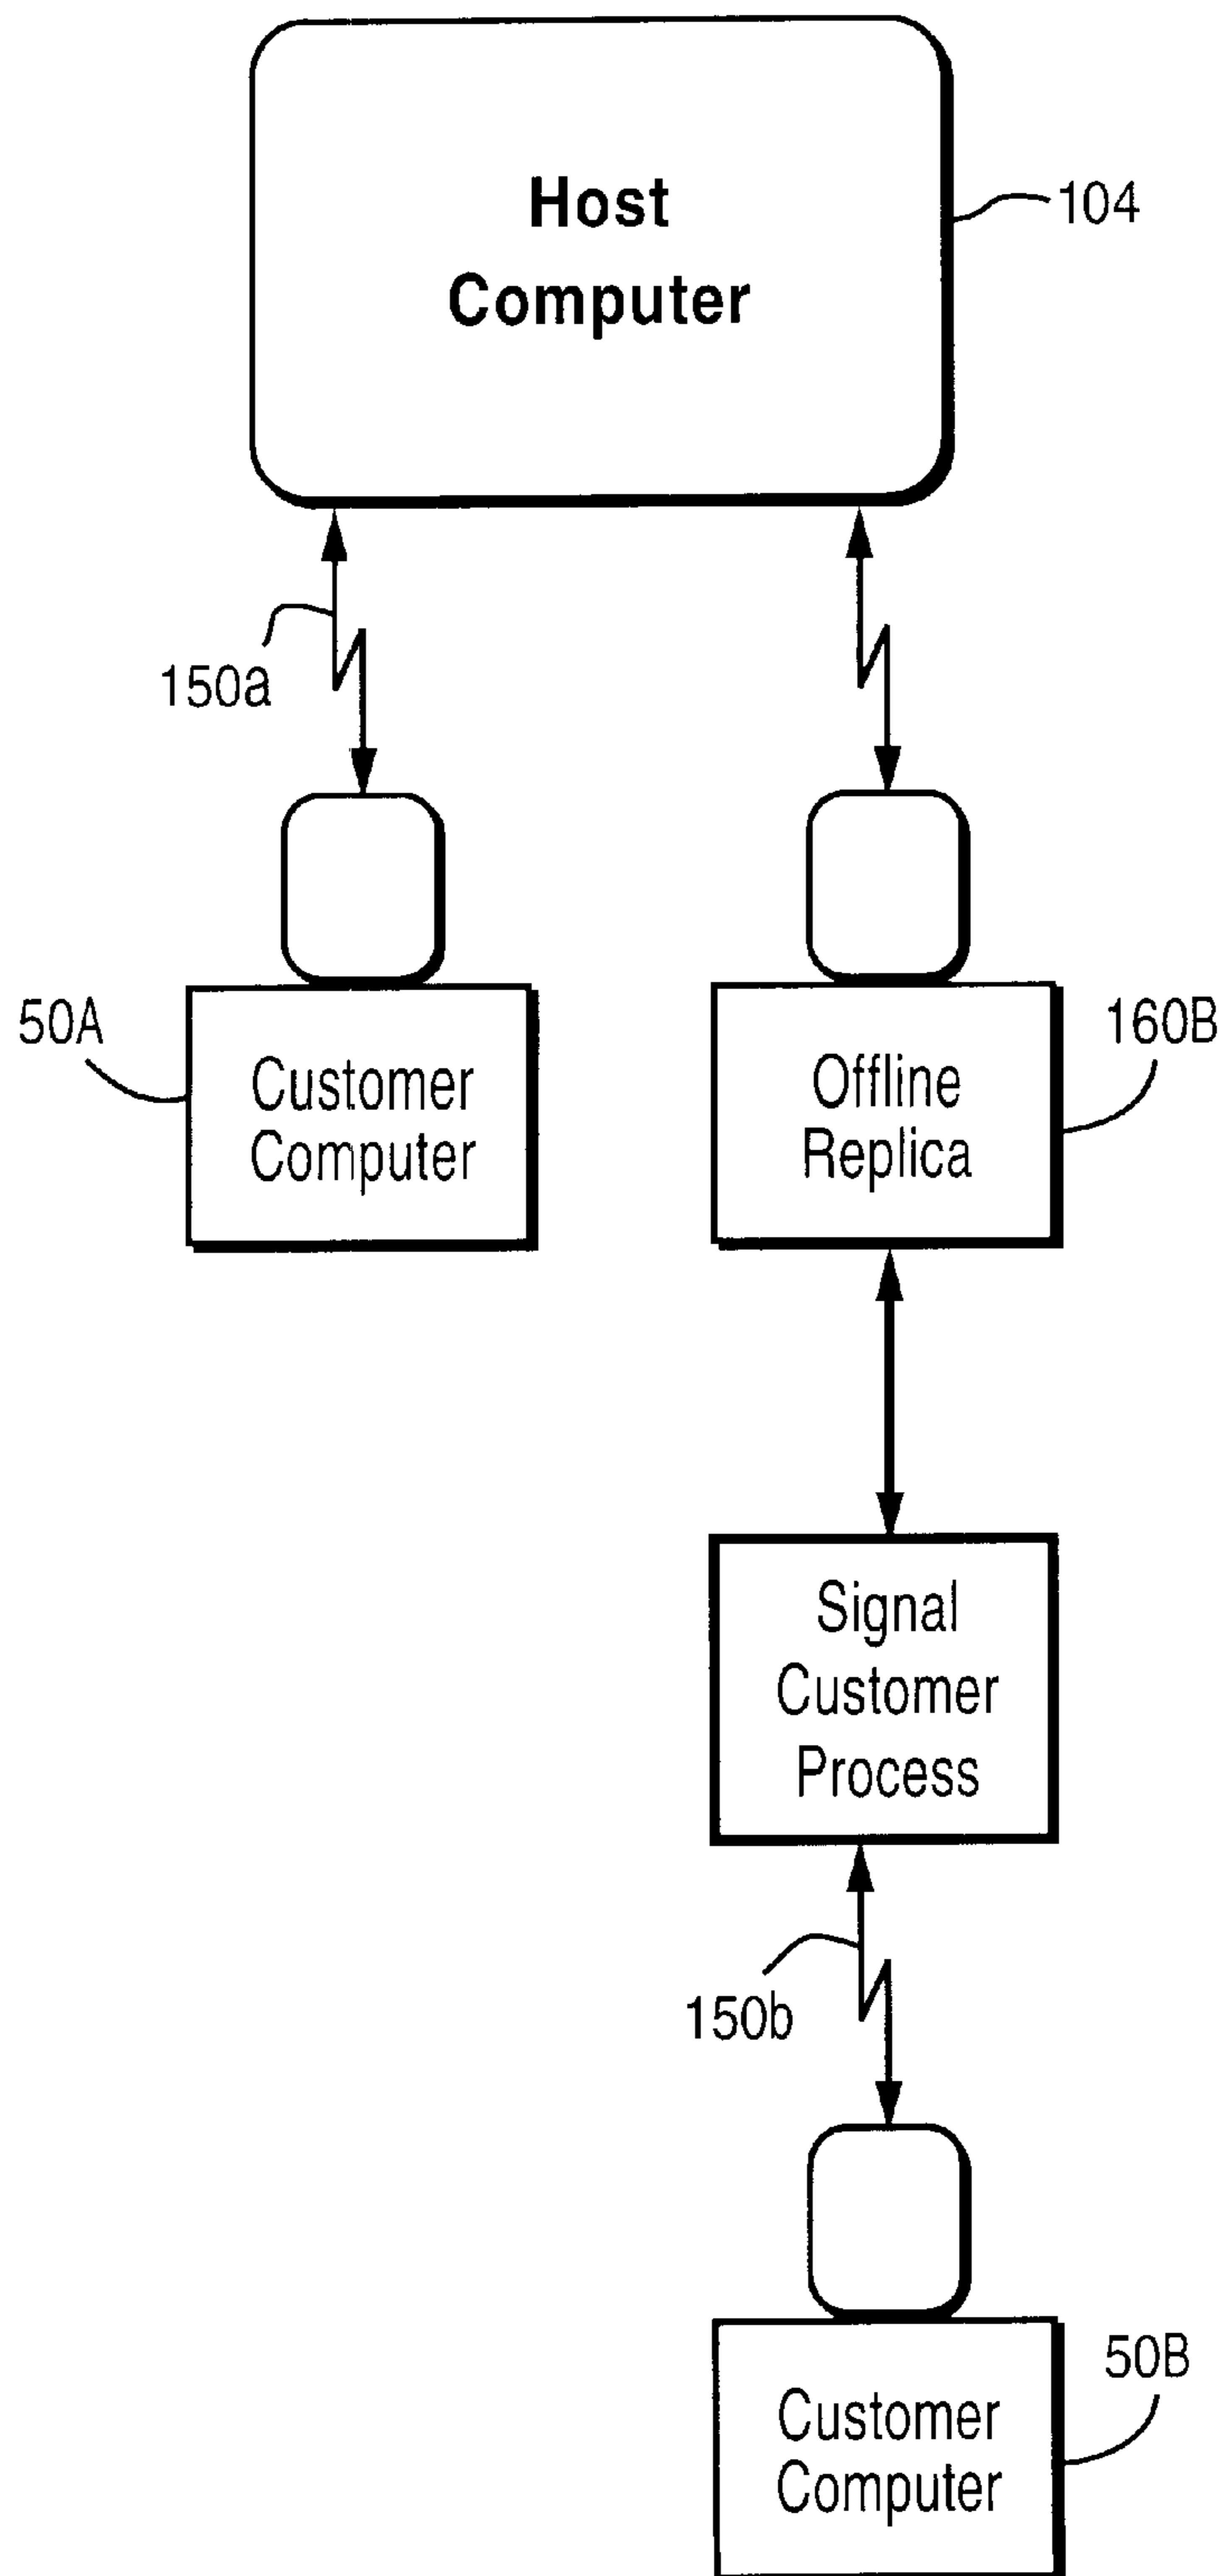 Host
Computer
104
150a
50A
Customer
Computer
Offline
Replica
160B
Signal
Customer
Process
150b
50B
Customer
Computer